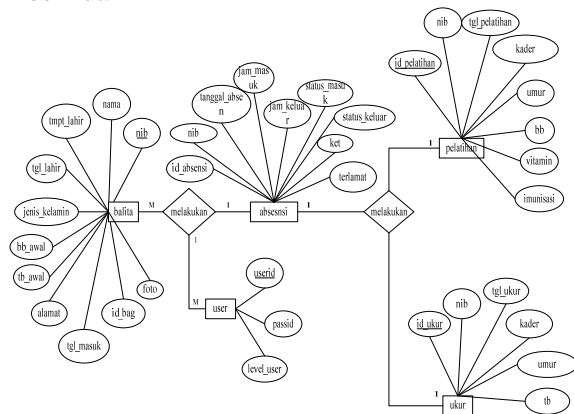 nama
tmpt_lahir
nib
tgl_lahir
jenis_kelamin
balita
bb_awal
tb_awal
alamat
foto
id_bag
tgl_masuk
M
melakukan
1
1
M
user
userid
passid
level_user
jam_mas
uk
tanggal_abse
n
jam_kelua
r
status_masu
k
status_keluar
nib
ket
id_absensi
terlamat
absesnsi
1
melakukan
1
1
nib
tgl_pelatihan
id_pelatihan
kader
umur
pelatihan
bb
vitamin
imunisasi
tgl_ukur
nib
id_ukur
kader
umur
tb
ukur